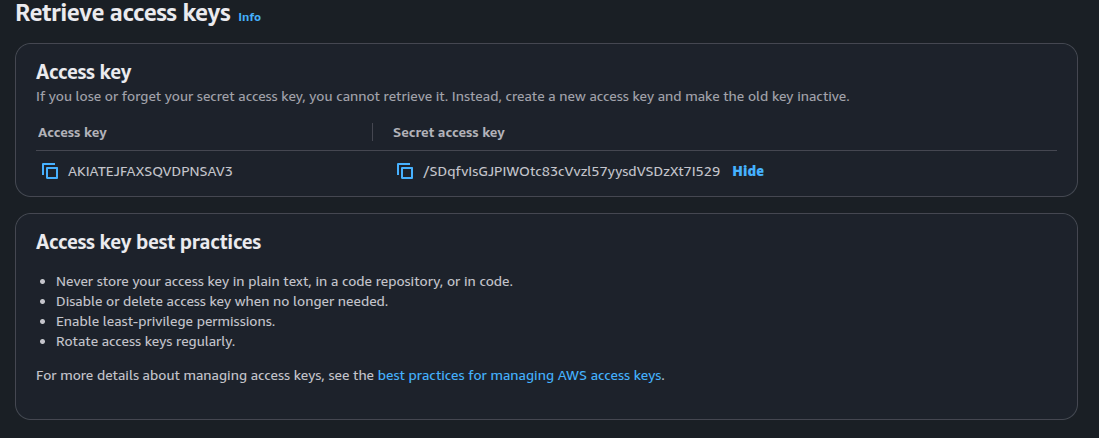 Retrieve access keys Info
Access key
If you lose or forget your secret access key, you cannot retrieve it. Instead, create a new access key and make the old key inactive.
Access key Secret access key
AKIATEJFAXSQVDPNSAV3 /SDqfvIsGJPIWOtc83cVvzl57yysdVSDzXt7I529 Hide
Access key best practices
• Never store your access key in plain text, in a code repository, or in code.
• Disable or delete access key when no longer needed.
• Enable least-privilege permissions.
• Rotate access keys regularly.
For more details about managing access keys, see the best practices for managing AWS access keys.